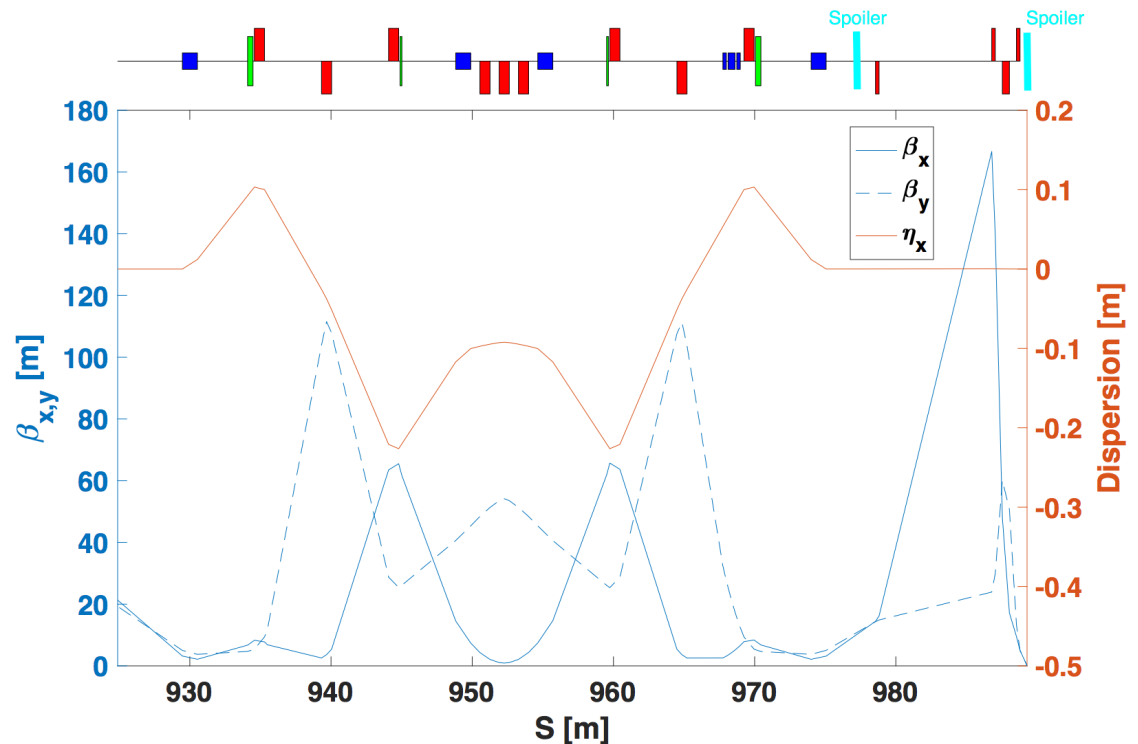 Spoiler Spoiler
180 0.2
160 0.1
140 0
120 -0.1
100 -0.2
80 -0.3
60 -0.4
40 -0.5
20
0
βx
βy
ηx
βx,y [m]
Dispersion [m]
930 940 950 960 970 980
S [m]